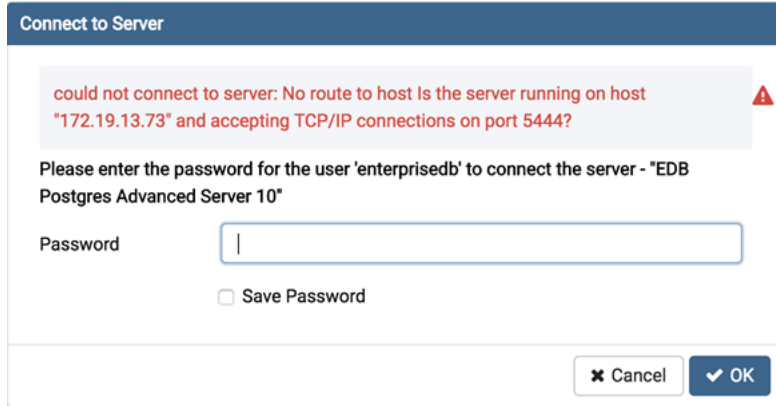 Connect to Server
could not connect to server: No route to host Is the server running on host
"172.19.13.73" and accepting TCP/IP connections on port 5444?
Please enter the password for the user 'enterprisedb' to connect the server - "EDB
Postgres Advanced Server 10"
Password
Save Password
Cancel
OK